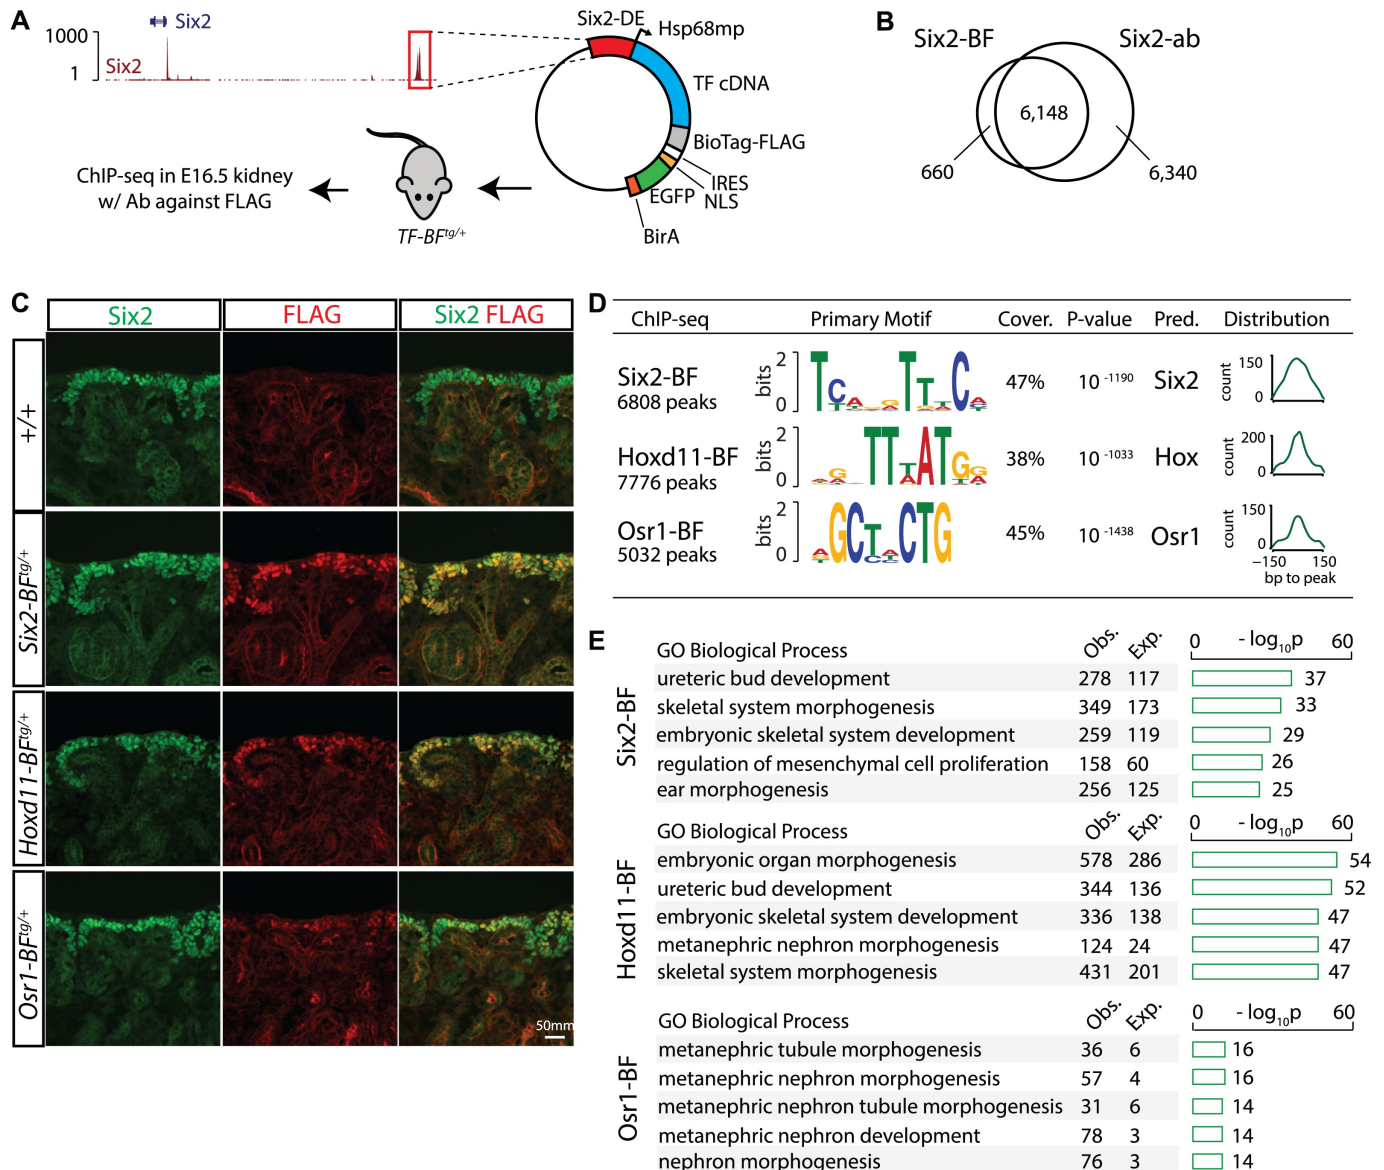 A
1000
1
Six2
Six2
Six2-DE
Hsp68mp
TF cDNA
BioTag-FLAG
IRES
NLS
EGFP
BirA
ChIP-seq in E16.5 kidney
w/ Ab against FLAG
TF-BFtg/+
B
Six2-BF
Six2-ab
6,148
660
6,340
C
Six2
FLAG
Six2 FLAG
+/+
Six2-BFtg/+
Hoxd11-BFtg/+
Osr1-BFtg/+
50mm
D
ChIP-seq Primary Motif Cover. P-value Pred. Distribution
Six2-BF
6808 peaks
2
bits
0
47% 10 -1190 Six2
150
count
0
Hoxd11-BF
7776 peaks
2
bits
0
38% 10 -1033 Hox
200
count
0
Osr1-BF
5032 peaks
2
bits
0
45% 10 -1438 Osr1
150
count
0
−150 150
bp to peak
E
Six2-BF
GO Biological Process Obs. Exp. 0 - log10p 60
ureteric bud development 278 117 37
skeletal system morphogenesis 349 173 33
embryonic skeletal system development 259 119 29
regulation of mesenchymal cell proliferation 158 60 26
ear morphogenesis 256 125 25
Hoxd11-BF
GO Biological Process Obs. Exp. 0 - log10p 60
embryonic organ morphogenesis 578 286 54
ureteric bud development 344 136 52
embryonic skeletal system development 336 138 47
metanephric nephron morphogenesis 124 24 47
skeletal system morphogenesis 431 201 47
Osr1-BF
GO Biological Process Obs. Exp. 0 - log10p 60
metanephric tubule morphogenesis 36 6 16
metanephric nephron morphogenesis 57 4 16
metanephric nephron tubule morphogenesis 31 6 14
metanephric nephron development 78 3 14
nephron morphogenesis 76 3 14